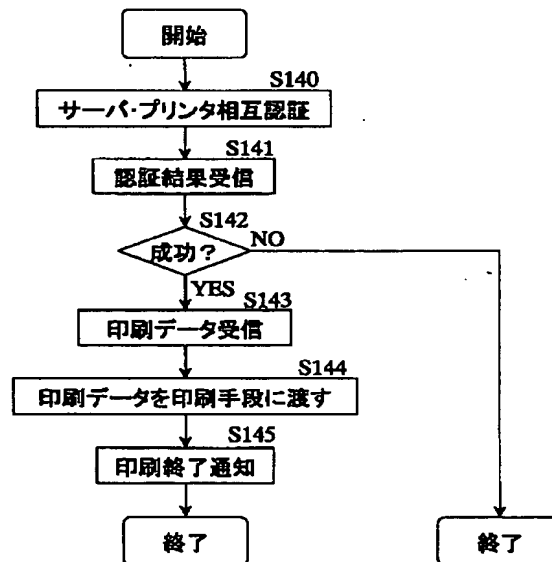 開始
S140
サーバ・プリンタ相互認証
S141
認証結果受信
S142
成功？
NO
YES
S143
印刷データ受信
S144
印刷データを印刷手段に渡す
S145
印刷終了通知
終了
終了